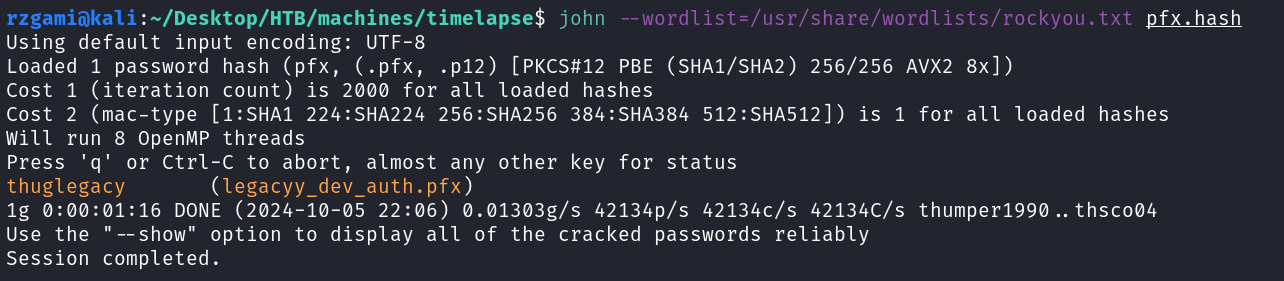 rzgami@kali:~/Desktop/HTB/machines/timelapse$ john --wordlist=/usr/share/wordlists/rockyou.txt pfx.hash
Using default input encoding: UTF-8
Loaded 1 password hash (pfx, (.pfx, .p12) [PKCS#12 PBE (SHA1/SHA2) 256/256 AVX2 8x])
Cost 1 (iteration count) is 2000 for all loaded hashes
Cost 2 (mac-type [1:SHA1 224:SHA224 256:SHA256 384:SHA384 512:SHA512]) is 1 for all loaded hashes
Will run 8 OpenMP threads
Press 'q' or Ctrl-C to abort, almost any other key for status
thuglegacy       (legacyy_dev_auth.pfx)
1g 0:00:01:16 DONE (2024-10-05 22:06) 0.01303g/s 42134p/s 42134c/s 42134C/s thumper1990..thsco04
Use the "--show" option to display all of the cracked passwords reliably
Session completed.